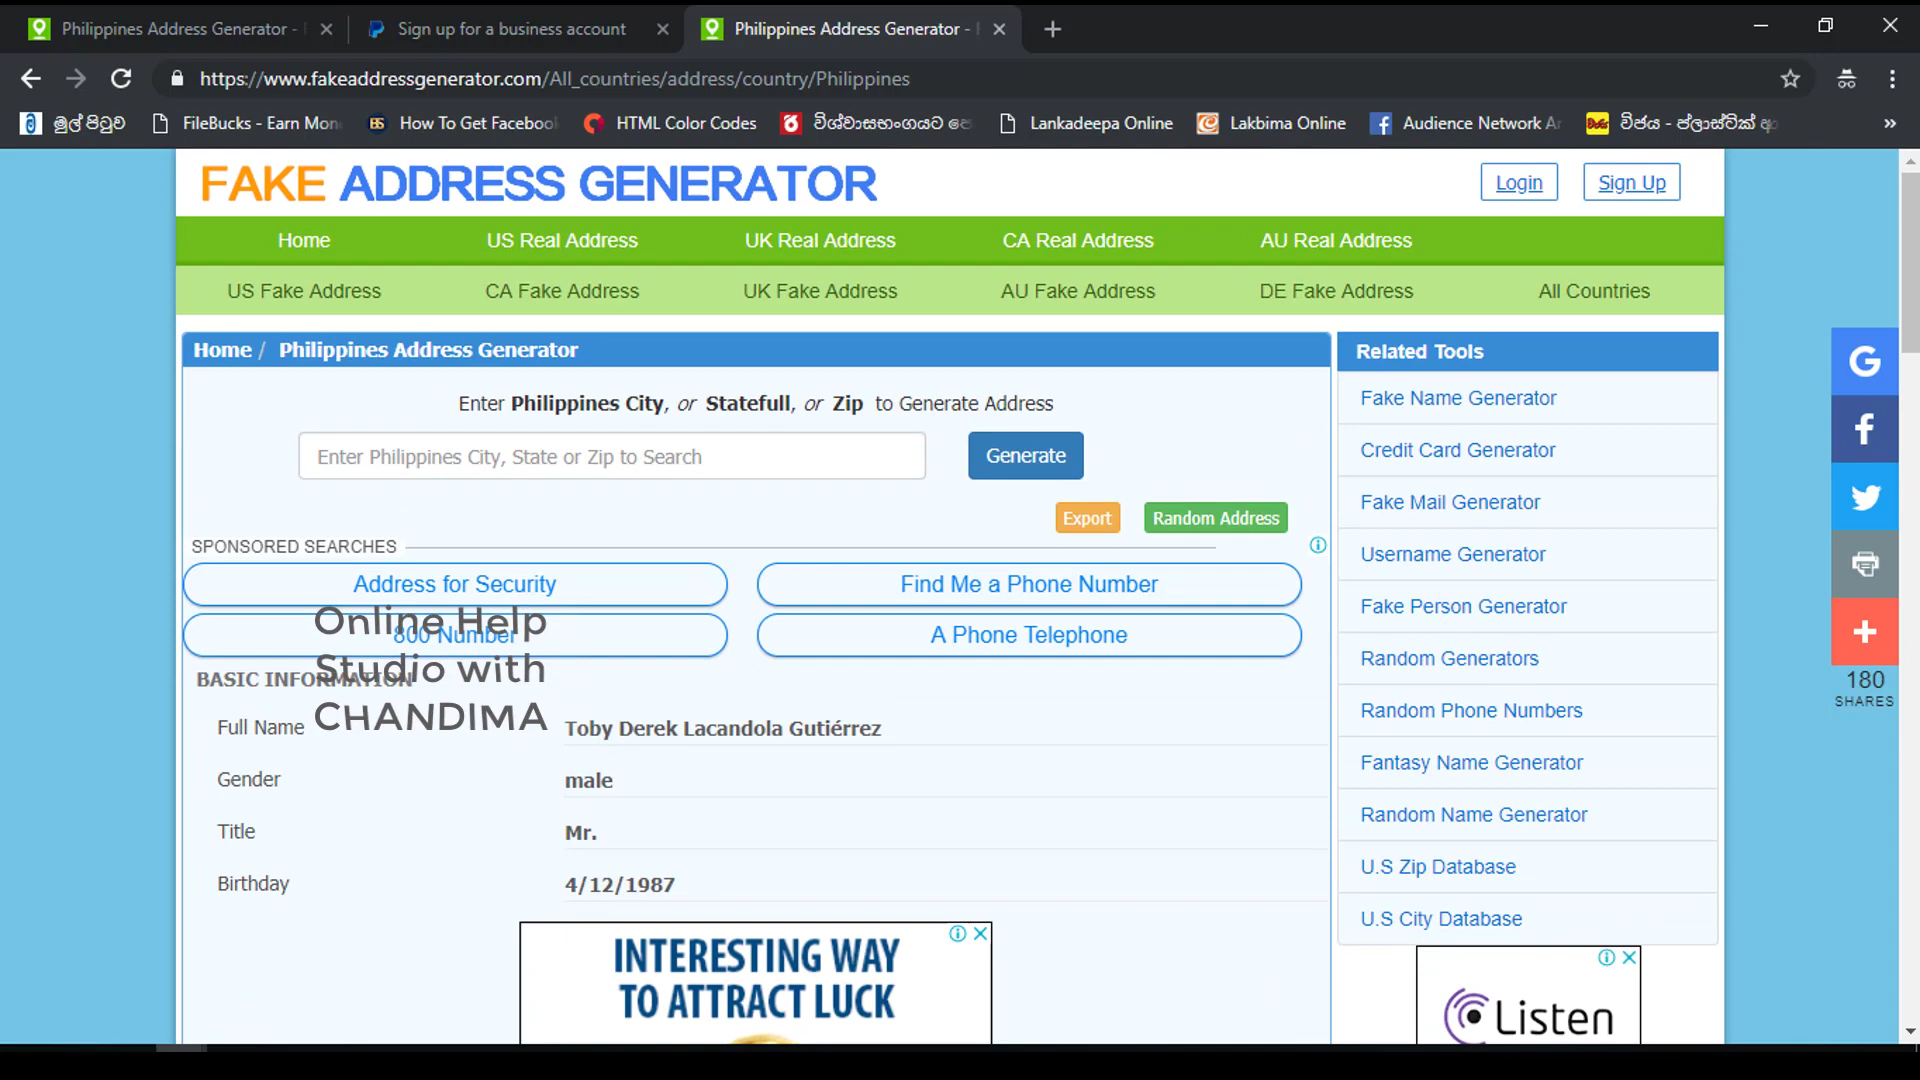 Philippines Address Generator -
Sign up for a business account
Philippines Address Generator -
https://www.fakeaddressgenerator.com/All_countries/address/country/Philippines
මුල් පිටුව
FileBucks - Earn Mon
How To Get Faceboo
HTML Color Codes
විශ්වාසභංගයට පෙ
Lankadeepa Online
Lakbima Online
Audience Network Ar
විජය - ප්ලාස්ටික් ආ
»
FAKE ADDRESS GENERATOR
Login
Sign Up
Home
US Real Address
UK Real Address
CA Real Address
AU Real Address
US Fake Address
CA Fake Address
UK Fake Address
AU Fake Address
DE Fake Address
All Countries
Home / Philippines Address Generator
Enter Philippines City, or Statefull, or Zip to Generate Address
Enter Philippines City, State or Zip to Search
Generate
Export
Random Address
SPONSORED SEARCHES
Address for Security
Find Me a Phone Number
800 Number
A Phone Telephone
Online Help
Studio with
CHANDIMA
BASIC INFORMATION
Full Name
Toby Derek Lacandola Gutiérrez
Gender
male
Title
Mr.
Birthday
4/12/1987
INTERESTING WAY
TO ATTRACT LUCK
Related Tools
Fake Name Generator
Credit Card Generator
Fake Mail Generator
Username Generator
Fake Person Generator
Random Generators
Random Phone Numbers
Fantasy Name Generator
Random Name Generator
U.S Zip Database
U.S City Database
Listen
180
SHARES